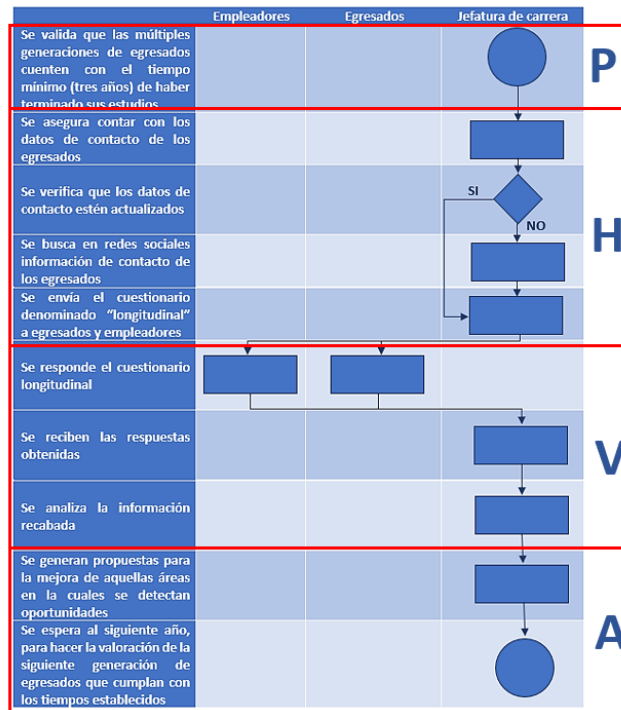 Empleadores Egresados Jefatura de carrera
Se valida que las múltiples
generaciones de egresados
cuenten con el tiempo
mínimo (tres años) de haber
terminado sus estudios
P
Se asegura contar con los
datos de contacto de los
egresados
Se verifica que los datos de
contacto estén actualizados
SI
NO
H
Se busca en redes sociales
información de contacto de
los egresados
Se envía el cuestionario
denominado “longitudinal”
a egresados y empleadores
Se responde el cuestionario
longitudinal
Se reciben las respuestas
obtenidas
V
Se analiza la información
recabada
Se generan propuestas para
la mejora de aquellas áreas
en la cuales se detectan
oportunidades
A
Se espera al siguiente año,
para hacer la valoración de la
siguiente generación de
egresados que cumplan con
los tiempos establecidos